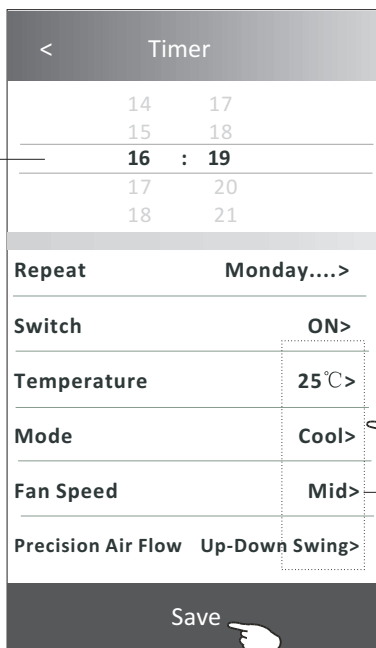 < Timer
14 17
15 18
16 : 19
17 20
18 21
Repeat Monday....>
Switch ON>
Temperature 25℃>
Mode Cool>
Fan Speed Mid>
Precision Air Flow Up-Down Swing>
Save